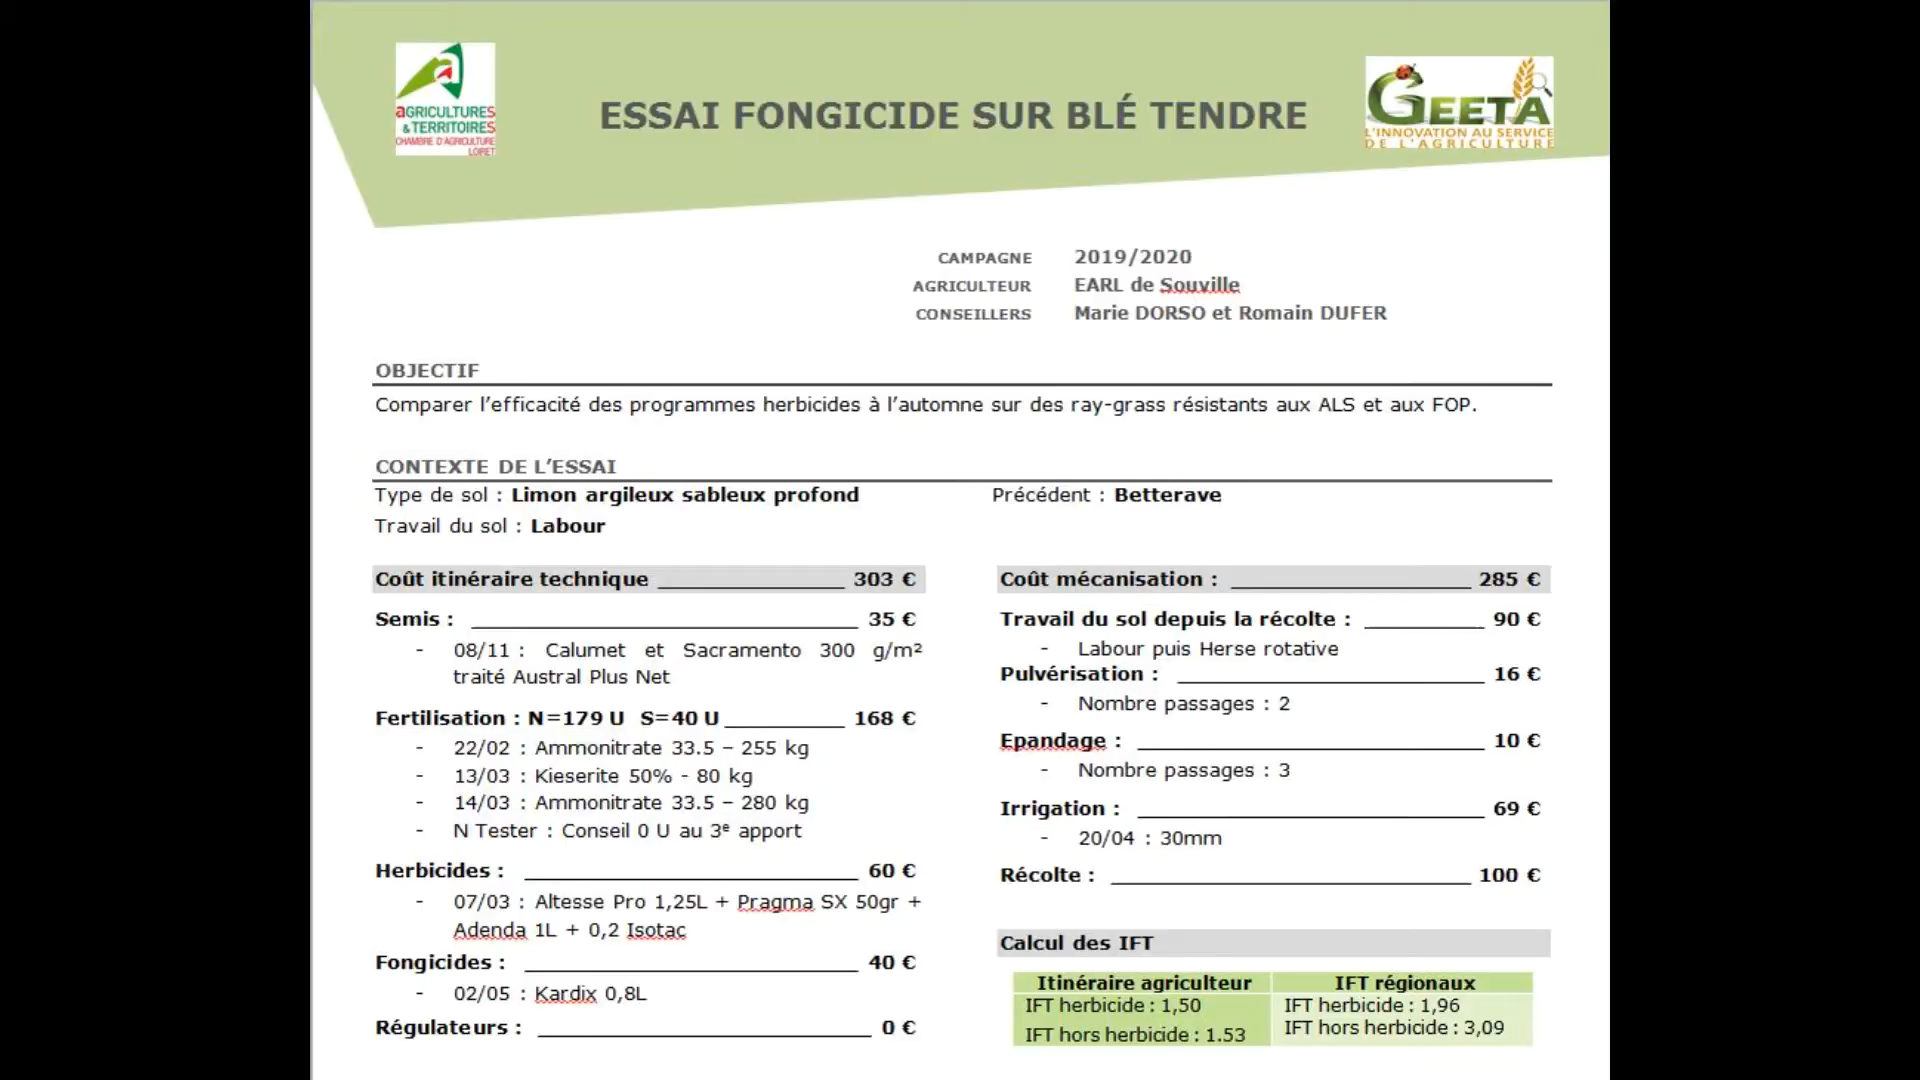 aGRICULTURES
& TERRITOIRES
CHAMBRE D'AGRICULTURE
LOIRET
ESSAI FONGICIDE SUR BLÉ TENDRE
GEETA
L'INNOVATION AU SERVICE
DE L'AGRICULTURE
CAMPAGNE 2019/2020
AGRICULTEUR EARL de Souville
CONSEILLERS Marie DORSO et Romain DUFER
OBJECTIF
Comparer l’efficacité des programmes herbicides à l’automne sur des ray-grass résistants aux ALS et aux FOP.
CONTEXTE DE L’ESSAI
Type de sol : Limon argileux sableux profond
Précédent : Betterave
Travail du sol : Labour
Coût itinéraire technique 303 €
Semis : 35 €
- 08/11 : Calumet et Sacramento 300 g/m²
traité Austral Plus Net
Fertilisation : N=179 U S=40 U 168 €
- 22/02 : Ammonitrate 33.5 – 255 kg
- 13/03 : Kieserite 50% - 80 kg
- 14/03 : Ammonitrate 33.5 – 280 kg
- N Tester : Conseil 0 U au 3e apport
Herbicides : 60 €
- 07/03 : Altesse Pro 1,25L + Pragma SX 50gr +
Adenda 1L + 0,2 Isotac
Fongicides : 40 €
- 02/05 : Kardix 0,8L
Régulateurs : 0 €
Coût mécanisation : 285 €
Travail du sol depuis la récolte : 90 €
- Labour puis Herse rotative
Pulvérisation : 16 €
- Nombre passages : 2
Epandage : 10 €
- Nombre passages : 3
Irrigation : 69 €
- 20/04 : 30mm
Récolte : 100 €
Calcul des IFT
Itinéraire agriculteur IFT régionaux
IFT herbicide : 1,50 IFT herbicide : 1,96
IFT hors herbicide : 1.53 IFT hors herbicide : 3,09